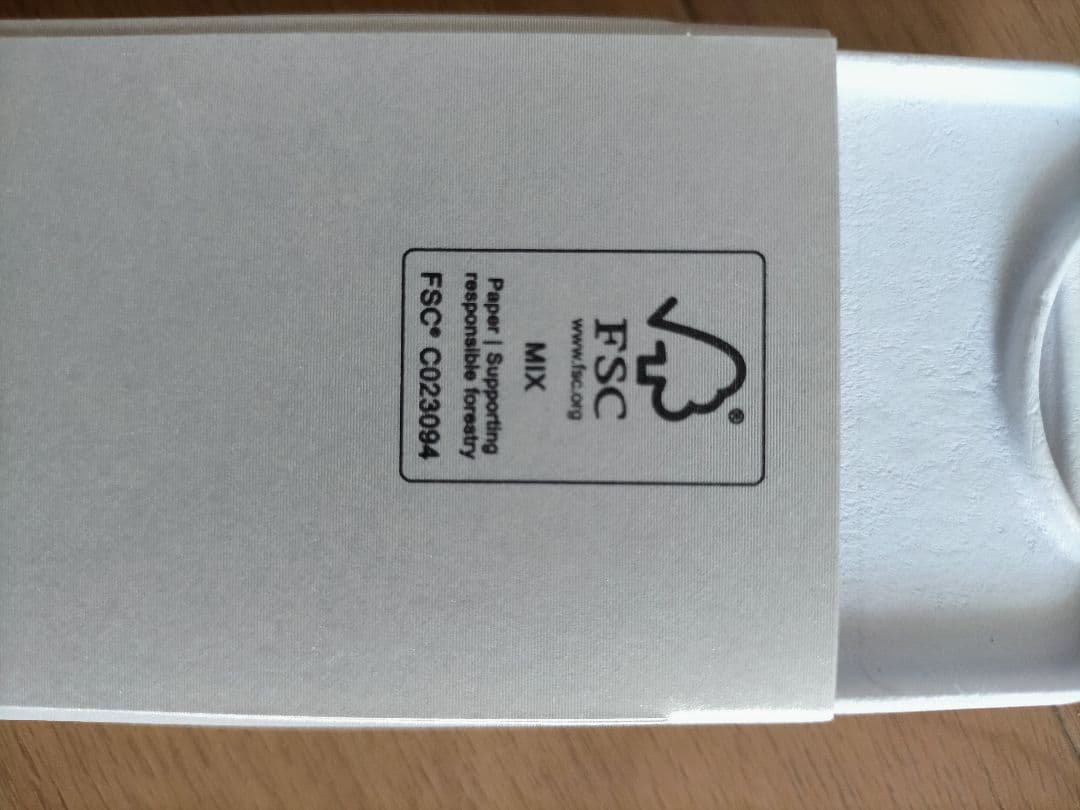 ®
FSC
www.fsc.org
MIX
Paper | Supporting
responsible forestry
FSC® C023094